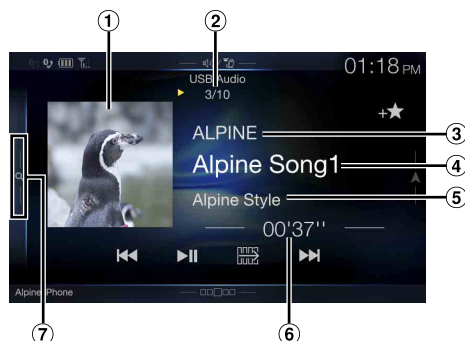 1
2
01:18 PM
USB Audio
3/10
ALPINE
3
Alpine Song1
4
Alpine Style
5
00'37''
Alpine Phone
7
6